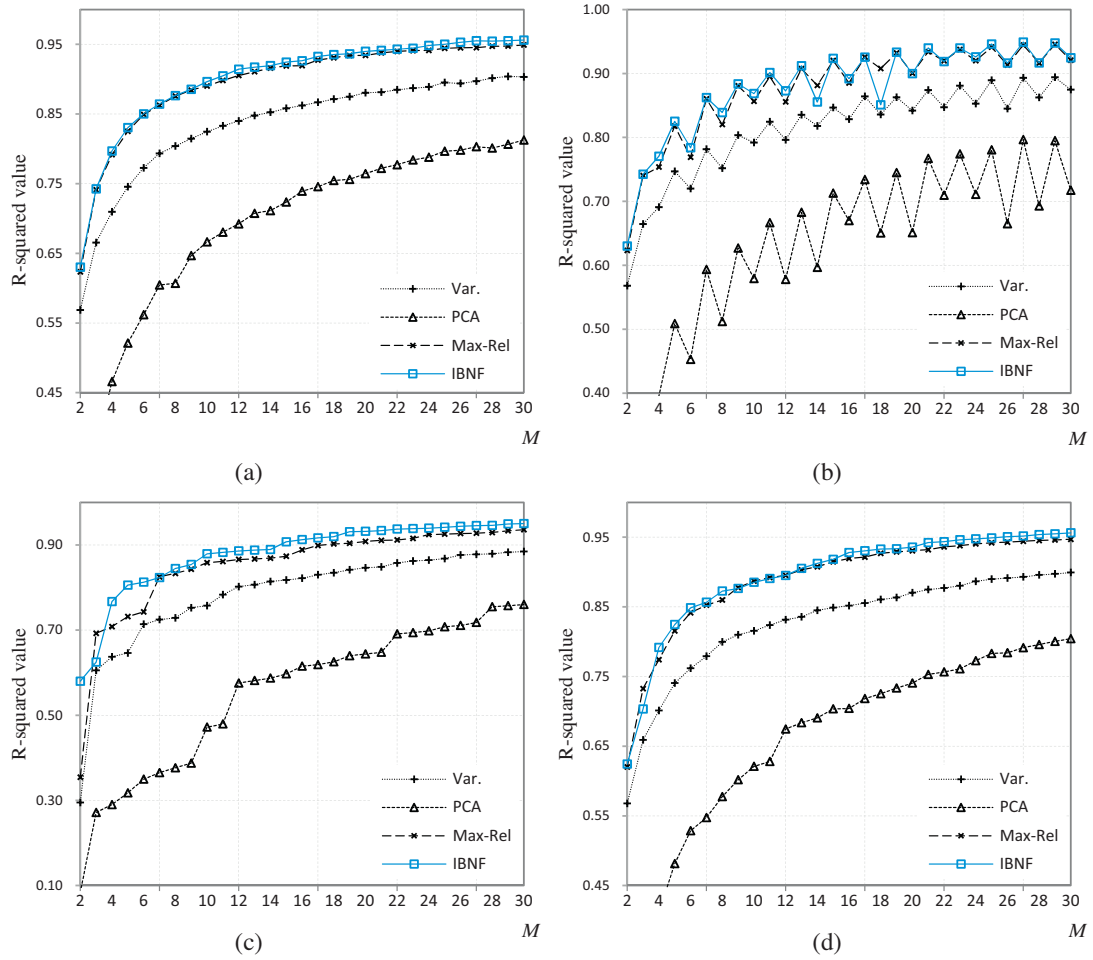 R-squared value
0.95
0.85
0.75
0.65
0.55
0.45
2 4 6 8 10 12 14 16 18 20 22 24 26 28 30
M
Var.
PCA
Max-Rel
IBNF
(a)
R-squared value
1.00
0.90
0.80
0.70
0.60
0.50
0.40
2 4 6 8 10 12 14 16 18 20 22 24 26 28 30
M
Var.
PCA
Max-Rel
IBNF
(b)
R-squared value
0.90
0.70
0.50
0.30
0.10
2 4 6 8 10 12 14 16 18 20 22 24 26 28 30
M
Var.
PCA
Max-Rel
IBNF
(c)
R-squared value
0.95
0.85
0.75
0.65
0.55
0.45
2 4 6 8 10 12 14 16 18 20 22 24 26 28 30
M
Var.
PCA
Max-Rel
IBNF
(d)